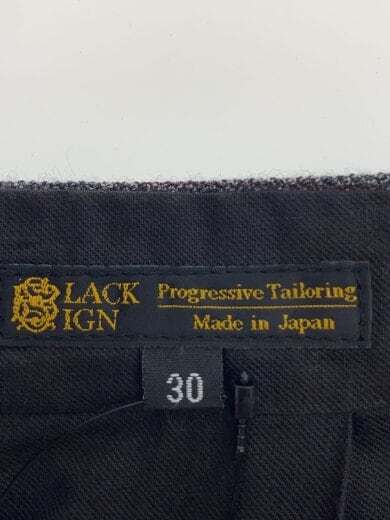 LACK
IGN
Progressive Tailoring
Made in Japan
30